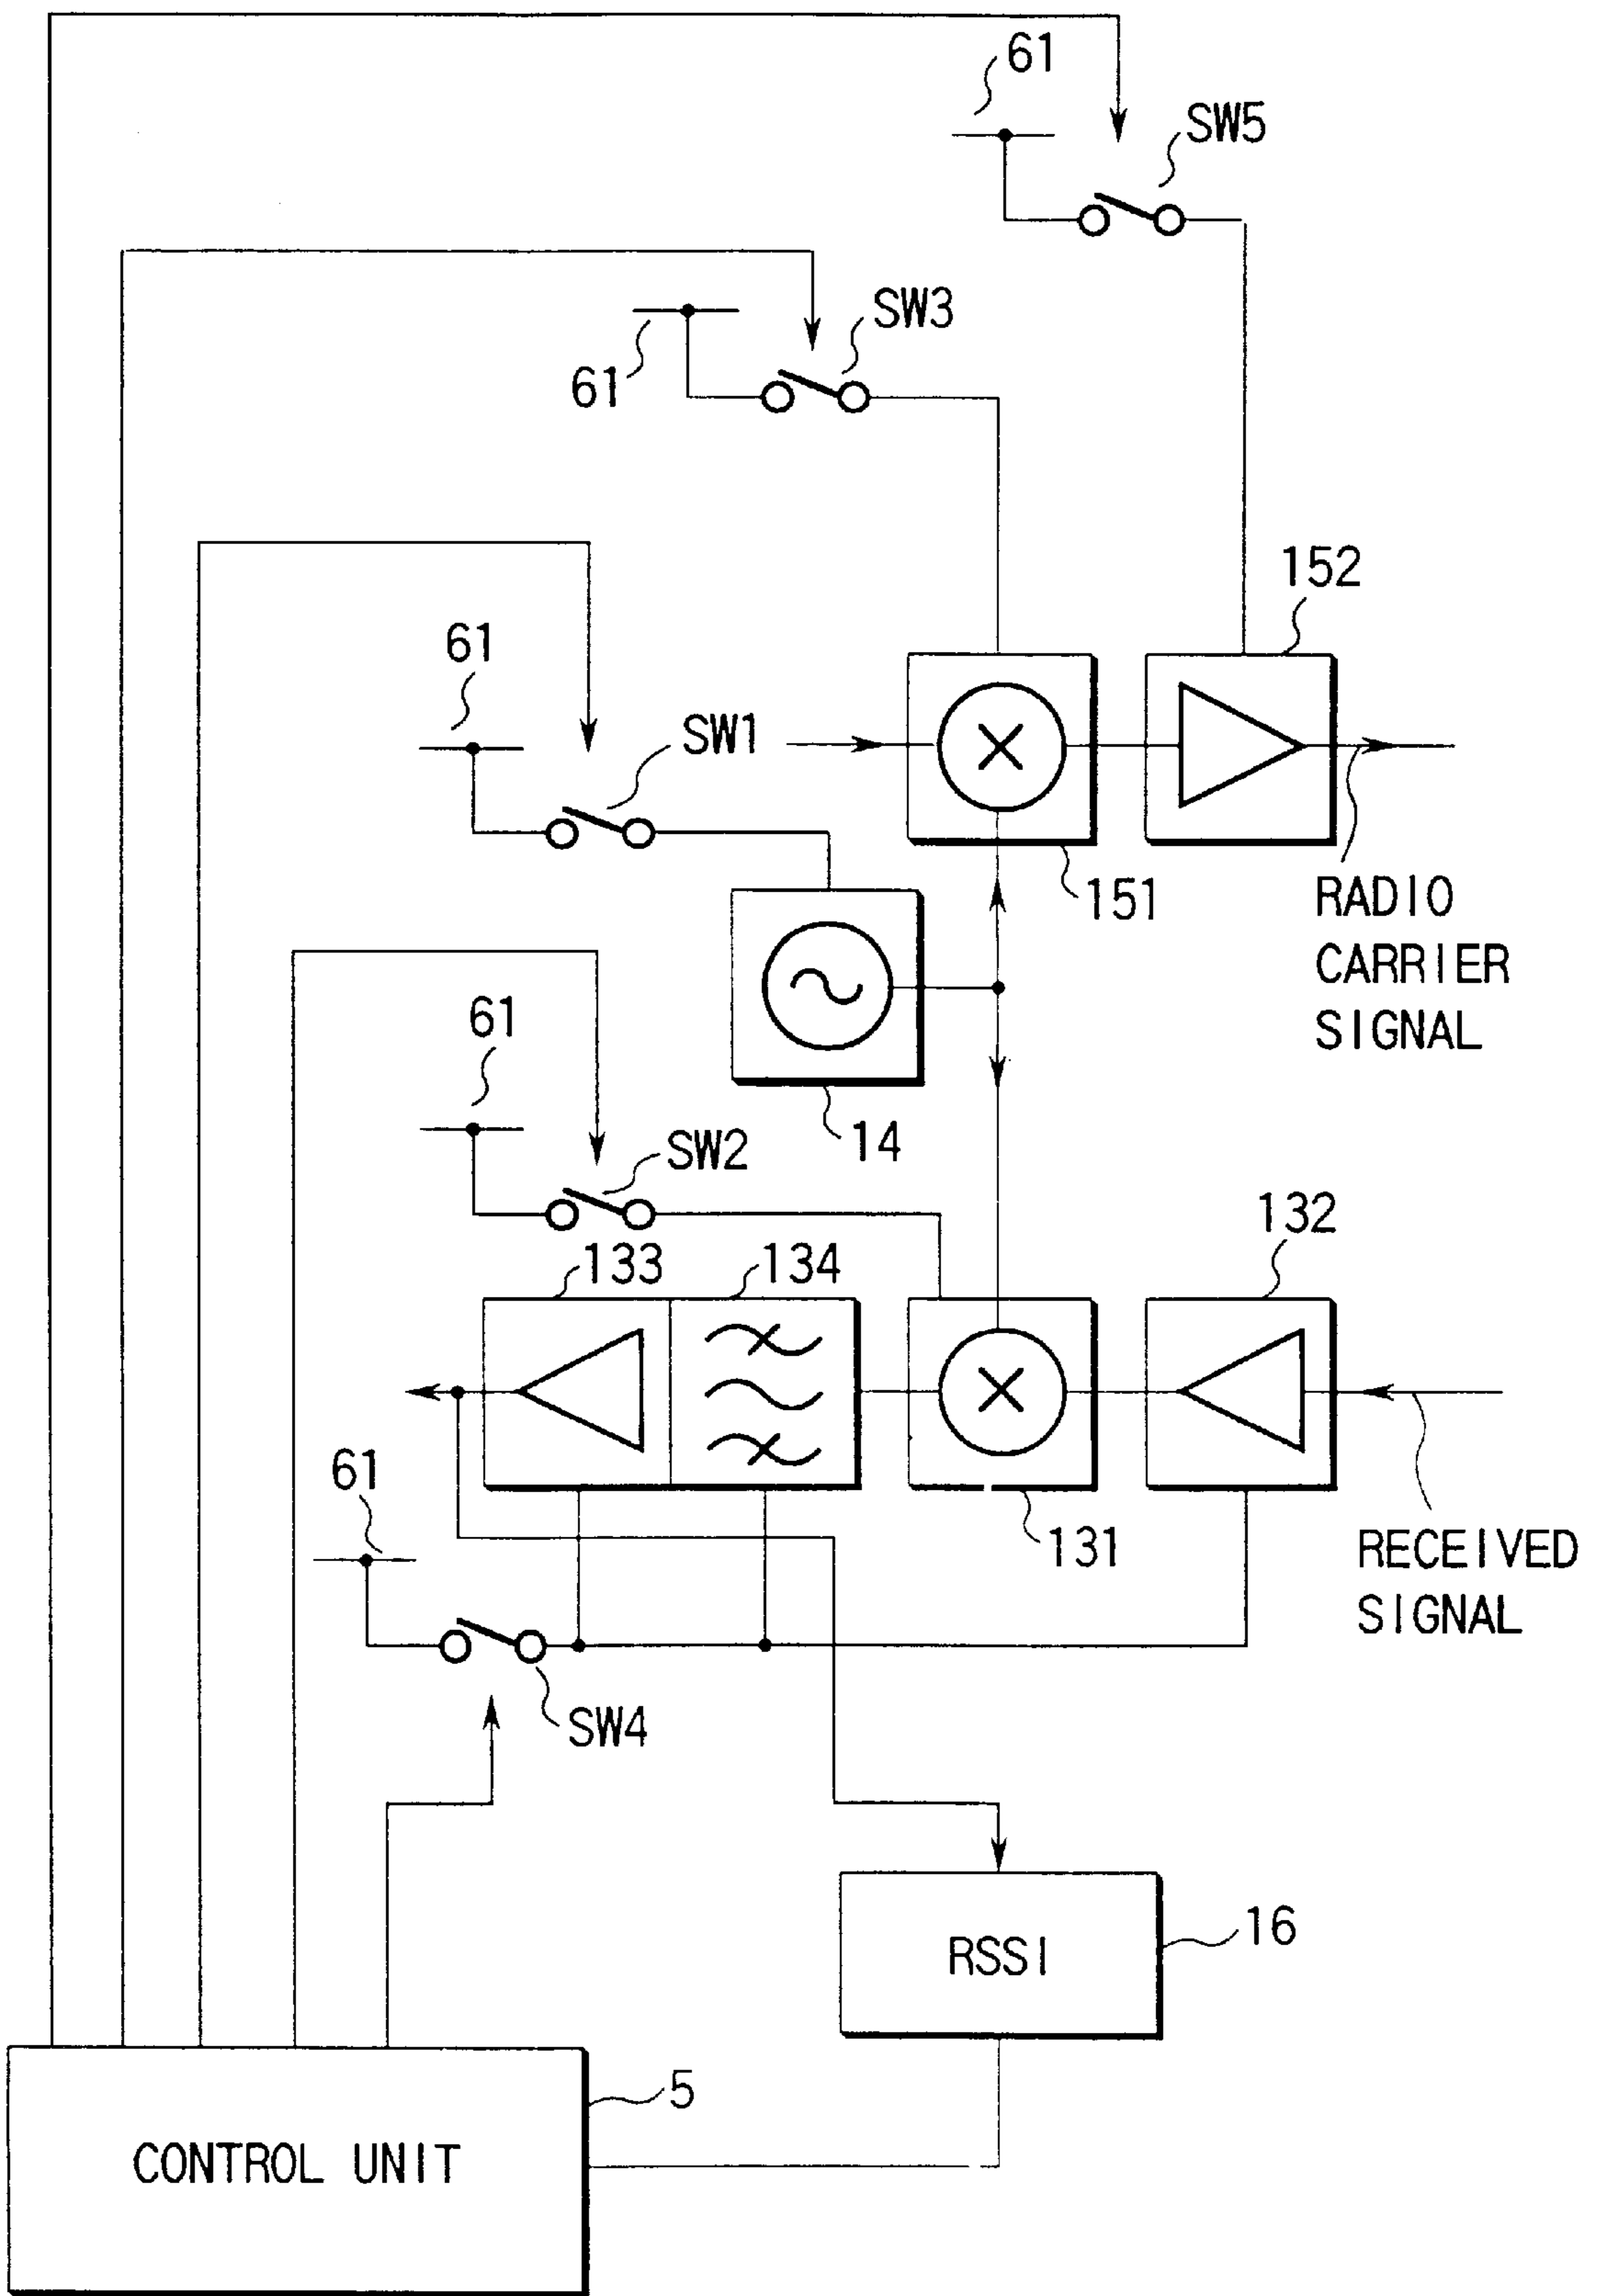 61
SW5
SW3
61
152
61
SW1
151
RADIO
CARRIER
SIGNAL
61
14
SW2
132
133
134
61
131
RECEIVED
SIGNAL
SW4
16
RSSI
5
CONTROL UNIT